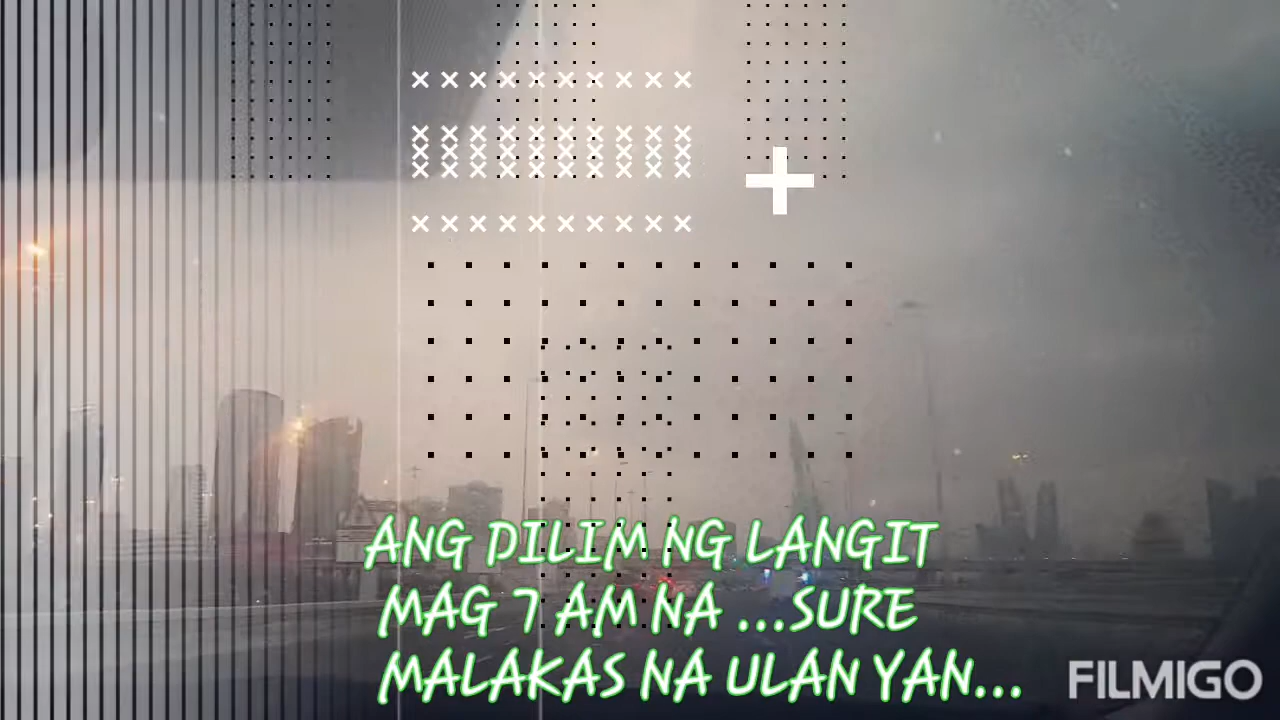 ANG DILIM NG LANGIT
MAG 7 AM NA ...SURE
MALAKAS NA ULAN YAN...
FILMIGO